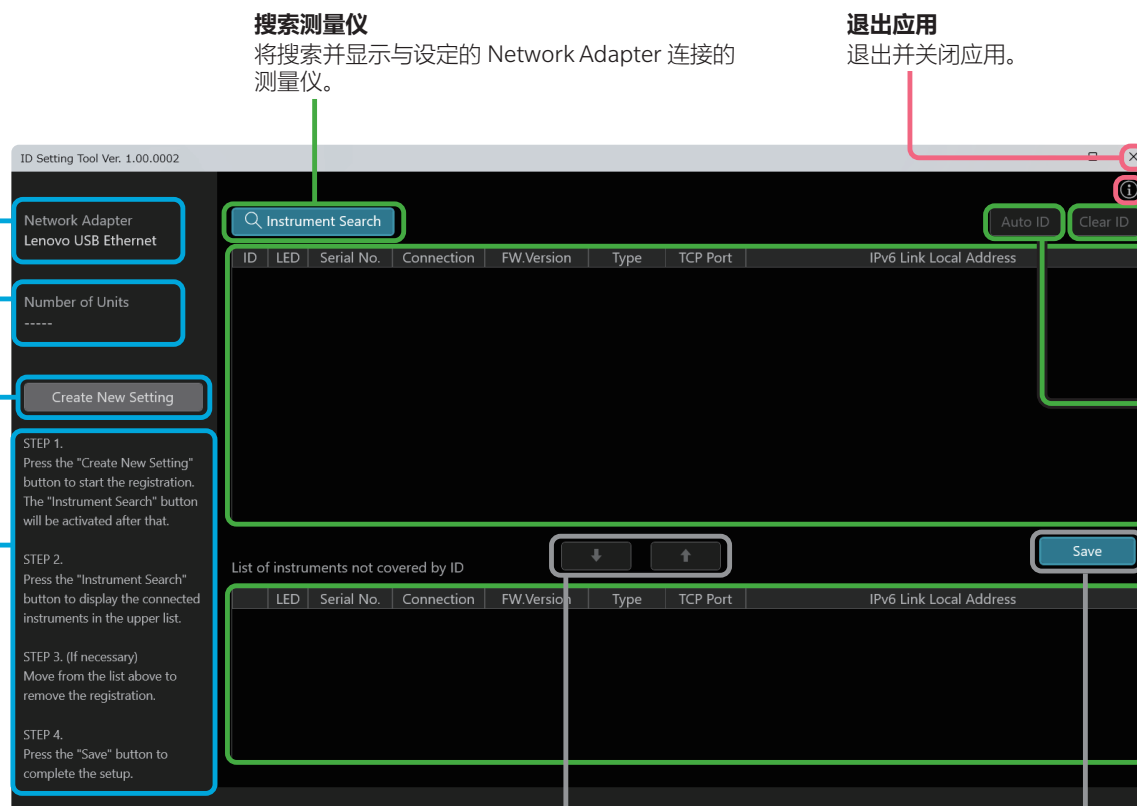 搜索测量仪
将搜索并显示与设定的 Network Adapter 连接的
测量仪。
退出应用
退出并关闭应用。
ID Setting Tool Ver. 1.00.0002
Network Adapter
Lenovo USB Ethernet
Number of Units
-----
Create New Setting
STEP 1.
Press the "Create New Setting"
button to start the registration.
The "Instrument Search" button
will be activated after that.
STEP 2.
Press the "Instrument Search"
button to display the connected
instruments in the upper list.
STEP 3. (If necessary)
Move from the list above to
remove the registration.
STEP 4.
Press the "Save" button to
complete the setup.
Instrument Search
Auto ID
Clear ID
ID LED Serial No. Connection FW.Version Type TCP Port IPv6 Link Local Address
Save
List of instruments not covered by ID
LED Serial No. Connection FW.Version Type TCP Port IPv6 Link Local Address